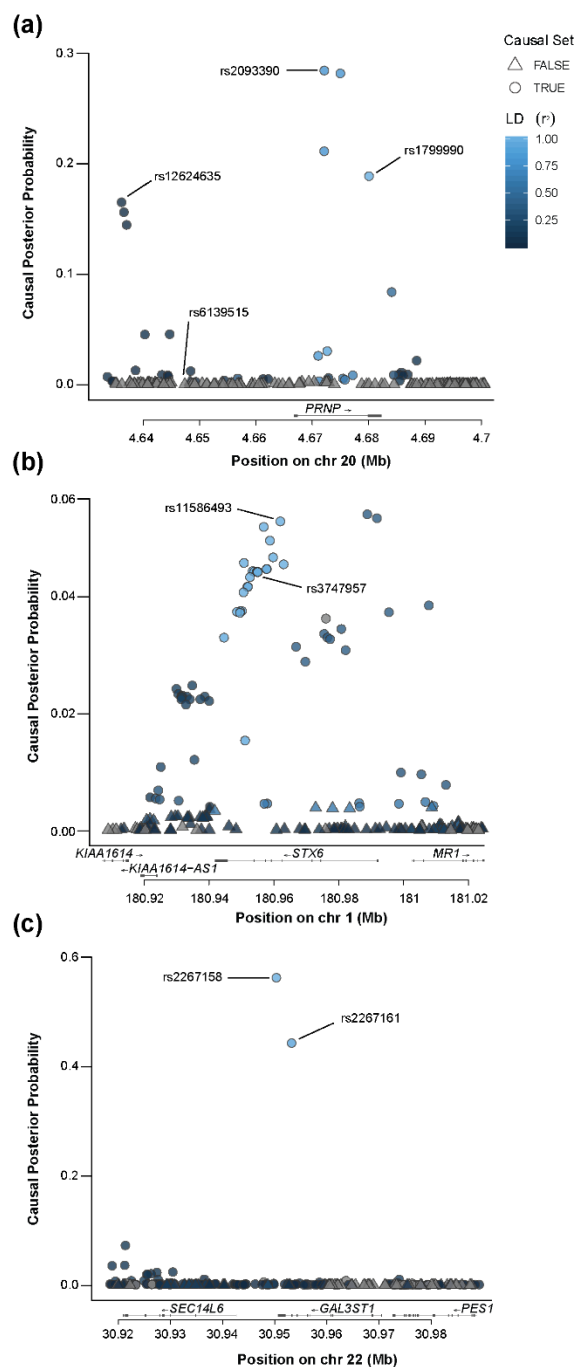 (a)
0.3
0.2
0.1
0.0
Causal Posterior Probability
rs2093390
rs12624635
rs1799990
rs6139515
Causal Set
FALSE
TRUE
LD (r²)
1.00
0.75
0.50
0.25
PRNP →
4.64 4.65 4.66 4.67 4.68 4.69 4.7
Position on chr 20 (Mb)
(b)
0.06
0.04
0.02
0.00
Causal Posterior Probability
rs11586493
rs3747957
KIAA1614 →
←KIAA1614−AS1
←STX6
MR1 →
180.92 180.94 180.96 180.98 181 181.02
Position on chr 1 (Mb)
(c)
0.6
0.4
0.2
0.0
Causal Posterior Probability
rs2267158
rs2267161
←SEC14L6
←GAL3ST1
←PES1
30.92 30.93 30.94 30.95 30.96 30.97 30.98
Position on chr 22 (Mb)